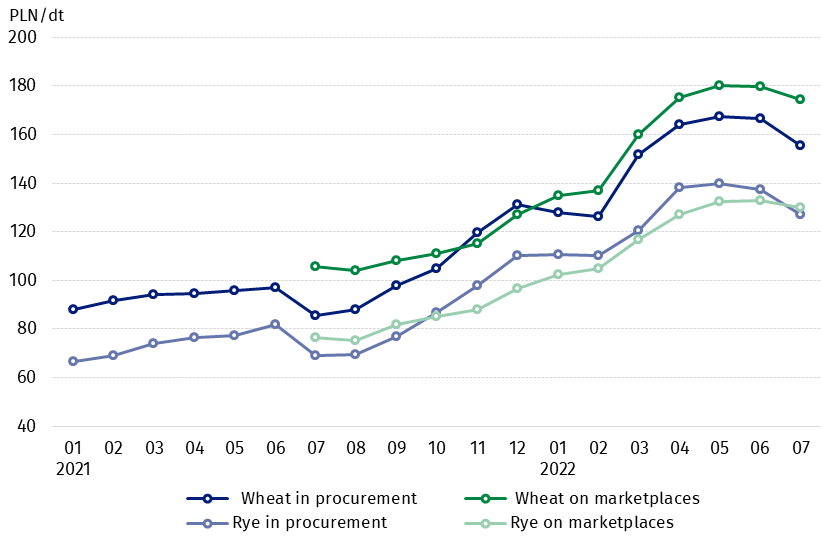 PLN/dt
200
180
160
140
120
100
80
60
40
01 02 03 04 05 06 07 08 09 10 11 12 01 02 03 04 05 06 07
2021 2022
Wheat in procurement Wheat on marketplaces
Rye in procurement Rye on marketplaces